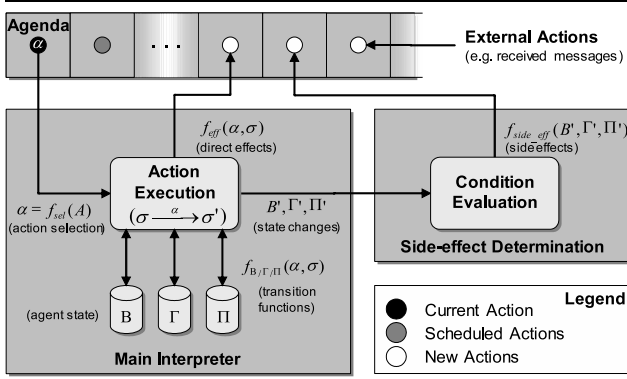 Agenda
α
. . .
External Actions
(e.g. received messages)
f_eff(α,σ)
(direct effects)
f_side_eff(B',Γ',Π')
(side-effects)
Action
Execution
(σ —α→ σ')
Condition
Evaluation
α = f_sel(A)
(action selection)
B',Γ',Π'
(state changes)
Side-effect Determination
f_B/Γ/Π(α,σ)
(transition
functions)
(agent state)
B Γ Π
Main Interpreter
Legend
Current Action
Scheduled Actions
New Actions